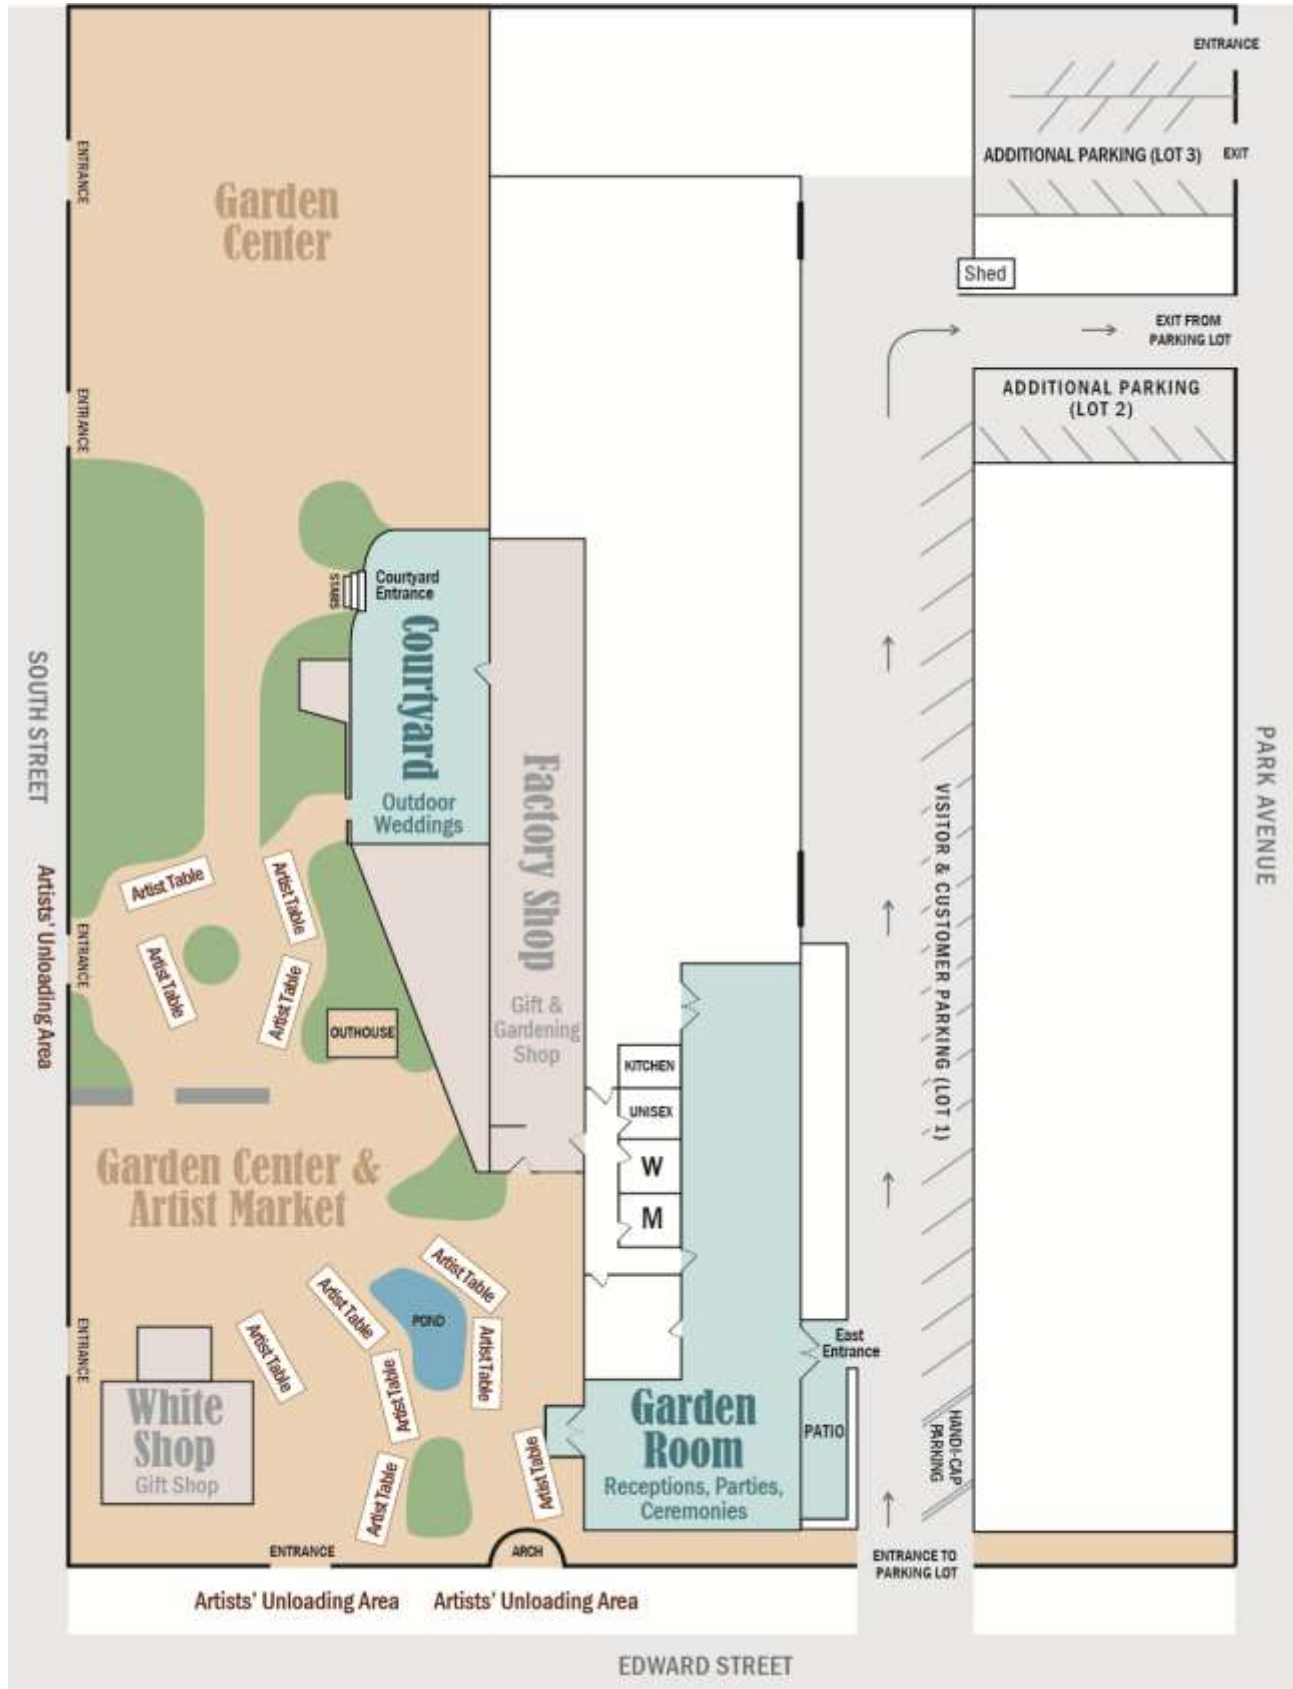 ENTRANCE
ADDITIONAL PARKING (LOT 3)
EXIT
ENTRANCE
Garden
Center
Shed
EXIT FROM
PARKING LOT
ADDITIONAL PARKING
(LOT 2)
ENTRANCE
STAIRS
Courtyard
Entrance
Courtyard
Outdoor
Weddings
SOUTH STREET
PARK AVENUE
Factory Shop
Gift &
Gardening
Shop
VISITOR & CUSTOMER PARKING (LOT 1)
Artists' Unloading Area
ENTRANCE
Artist Table
Artist Table
Artist Table
Artist Table
OUTHOUSE
KITCHEN
UNISEX
W
M
Garden Center &
Artist Market
Artist Table
Artist Table
Artist Table
Artist Table
Artist Table
Artist Table
Artist Table
POND
ENTRANCE
White
Shop
Gift Shop
East
Entrance
Garden
Room
Receptions, Parties,
Ceremonies
PATIO
HANDI-CAP
PARKING
ENTRANCE
ARCH
ENTRANCE TO
PARKING LOT
Artists' Unloading Area
Artists' Unloading Area
EDWARD STREET